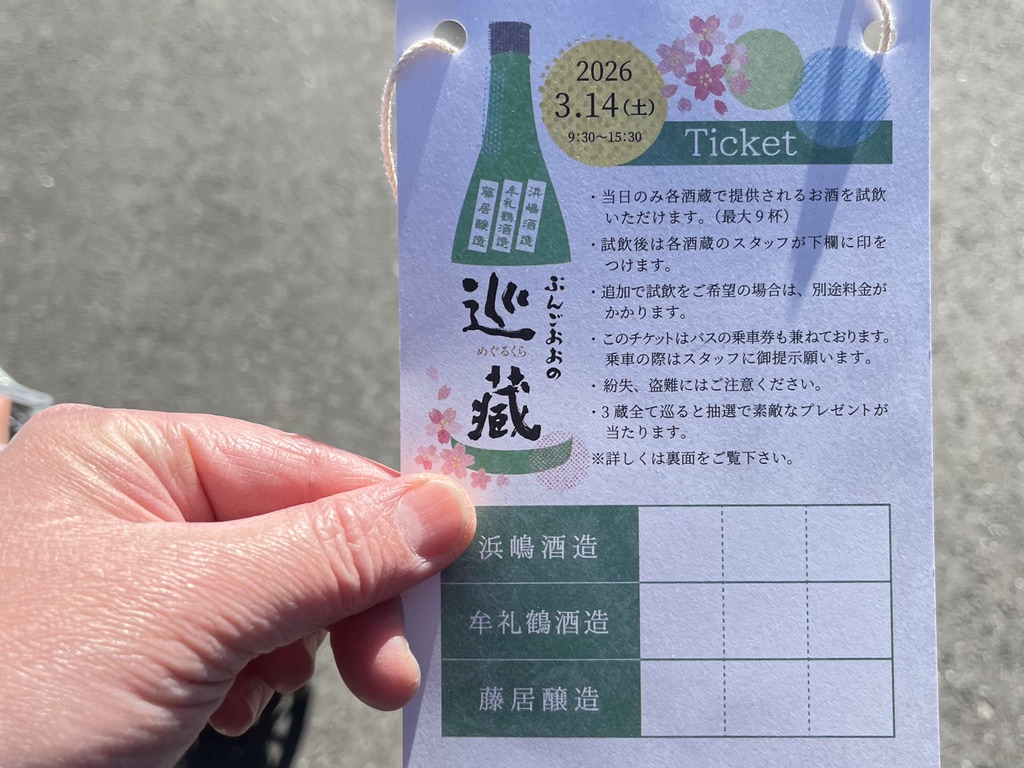 2026
3.14(土)
9:30〜15:30
Ticket
浜嶋酒造
牟礼鶴酒造
藤居醸造
ぶんごおおの
巡蔵
めぐるくら
・当日のみ各酒蔵で提供されるお酒を試飲
いただけます。(最大9杯)
・試飲後は各酒蔵のスタッフが下欄に印を
つけます。
・追加で試飲をご希望の場合は、別途料金が
かかります。
・このチケットはバスの乗車券も兼ねております。
乗車の際はスタッフに御提示願います。
・紛失、盗難にはご注意ください。
・3蔵全て巡ると抽選で素敵なプレゼントが
当たります。
※詳しくは裏面をご覧下さい。
浜嶋酒造
牟礼鶴酒造
藤居醸造